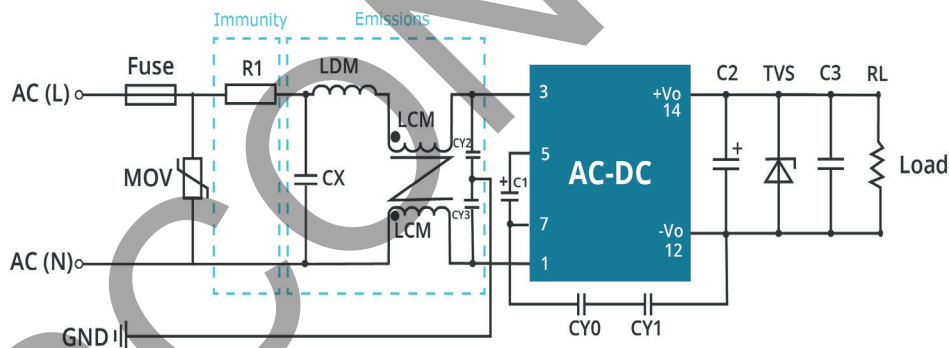 Immunity
Emissions
Fuse
R1
LDM
C2
TVS
C3
RL
AC (L)
3
+Vo
14
LCM
CY2
MOV
CX
5
+
C1
AC-DC
+
Load
CY3
LCM
7
-Vo
12
AC (N)
1
CY0
CY1
GND